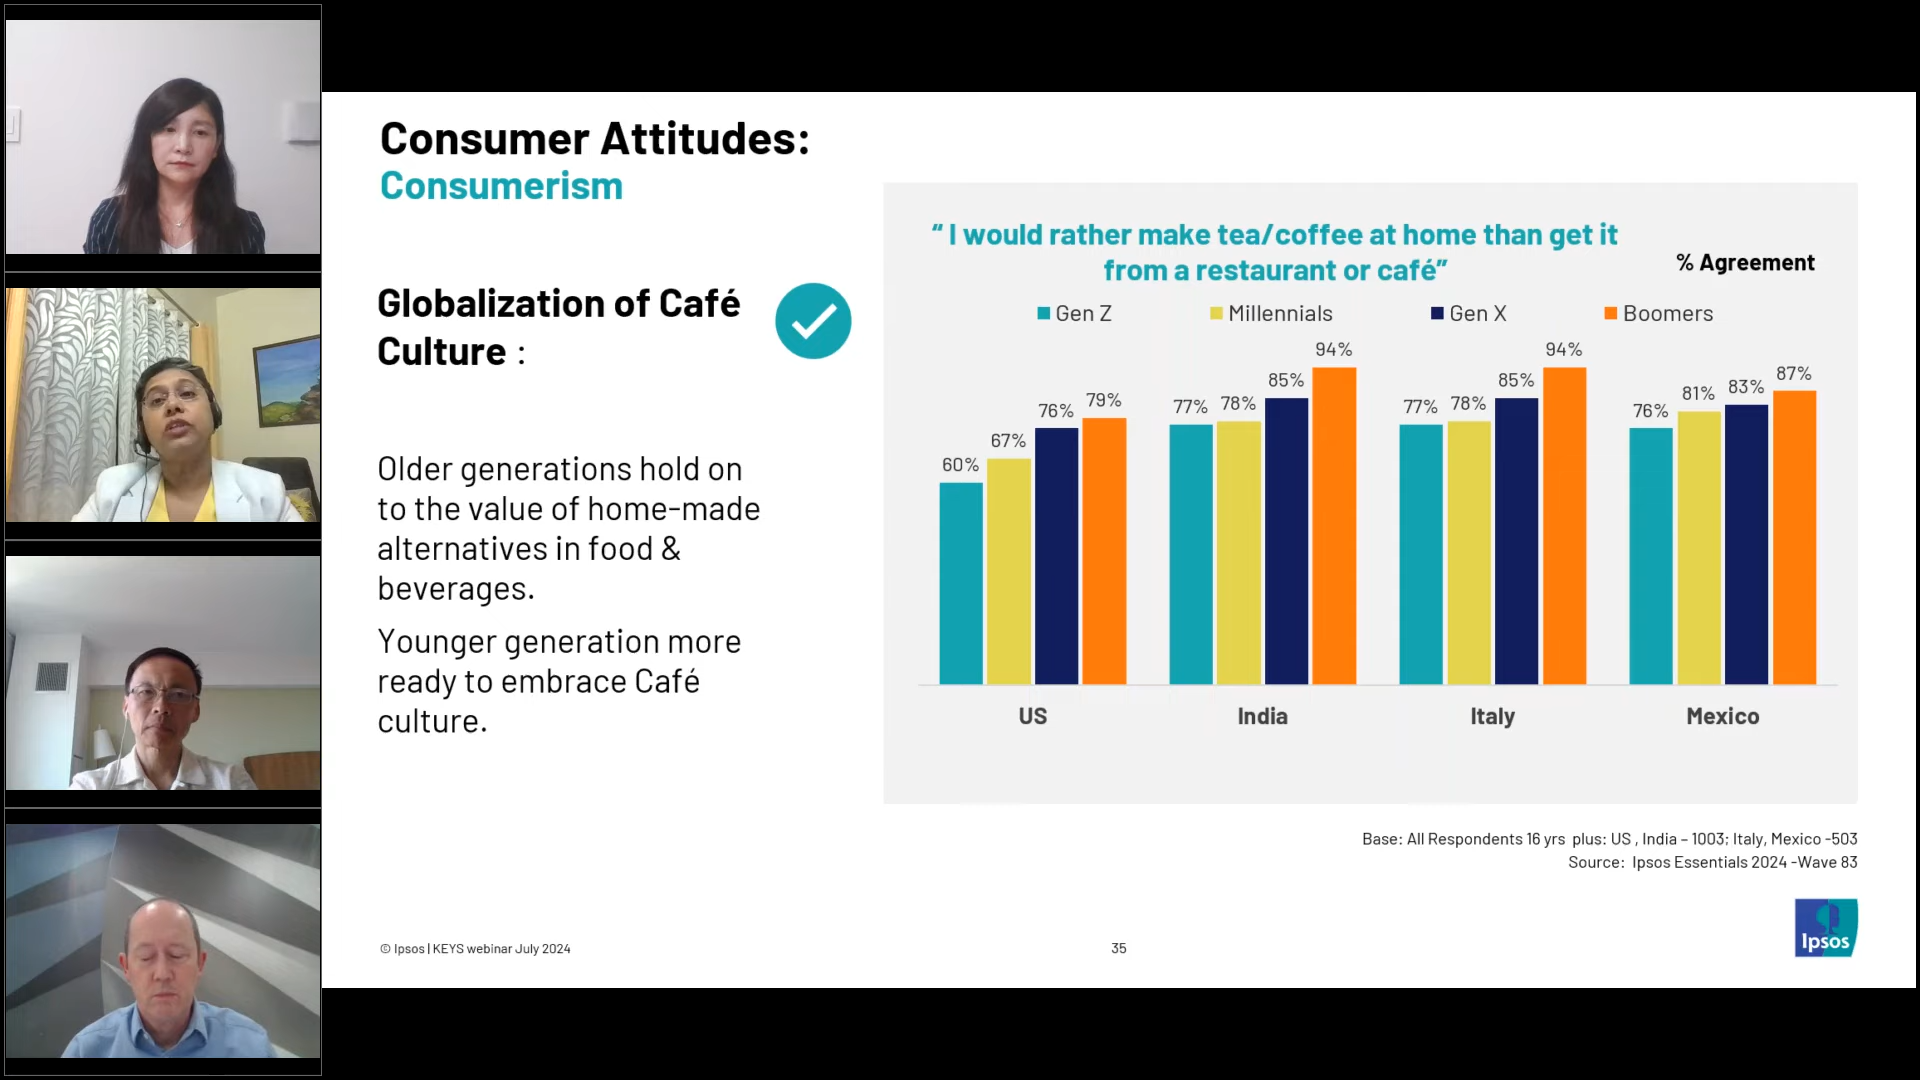 Consumer Attitudes:
Consumerism
Globalization of Café
Culture :
Older generations hold on
to the value of home-made
alternatives in food &
beverages.
Younger generation more
ready to embrace Café
culture.
“ I would rather make tea/coffee at home than get it
from a restaurant or café”
% Agreement
Gen Z Millennials Gen X Boomers
60% 67% 76% 79%
77% 78% 85% 94%
77% 78% 85% 94%
76% 81% 83% 87%
US India Italy Mexico
Base: All Respondents 16 yrs plus: US , India – 1003; Italy, Mexico -503
Source: Ipsos Essentials 2024 -Wave 83
© Ipsos | KEYS webinar July 2024
35
Ipsos